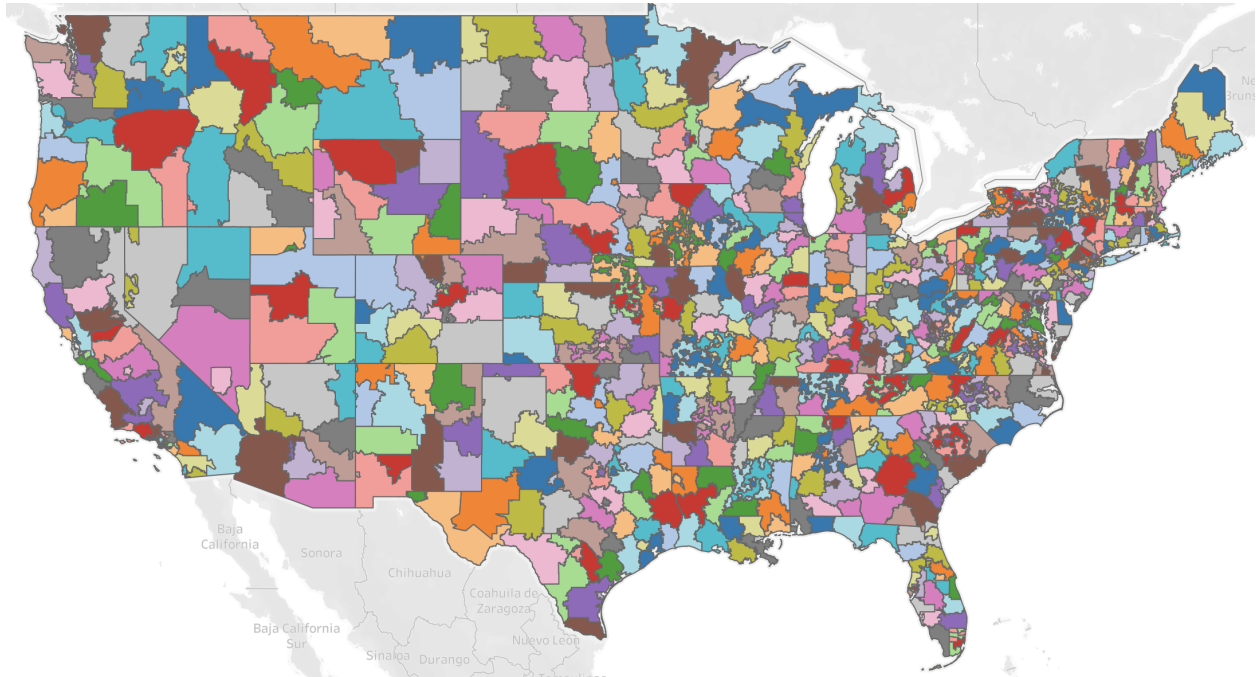 Ne
Bruns
Baja
California
Sonora
Chihuahua
Coahuila de
Zaragoza
Baja California
Sur
Nuevo León
Sinaloa
Durango